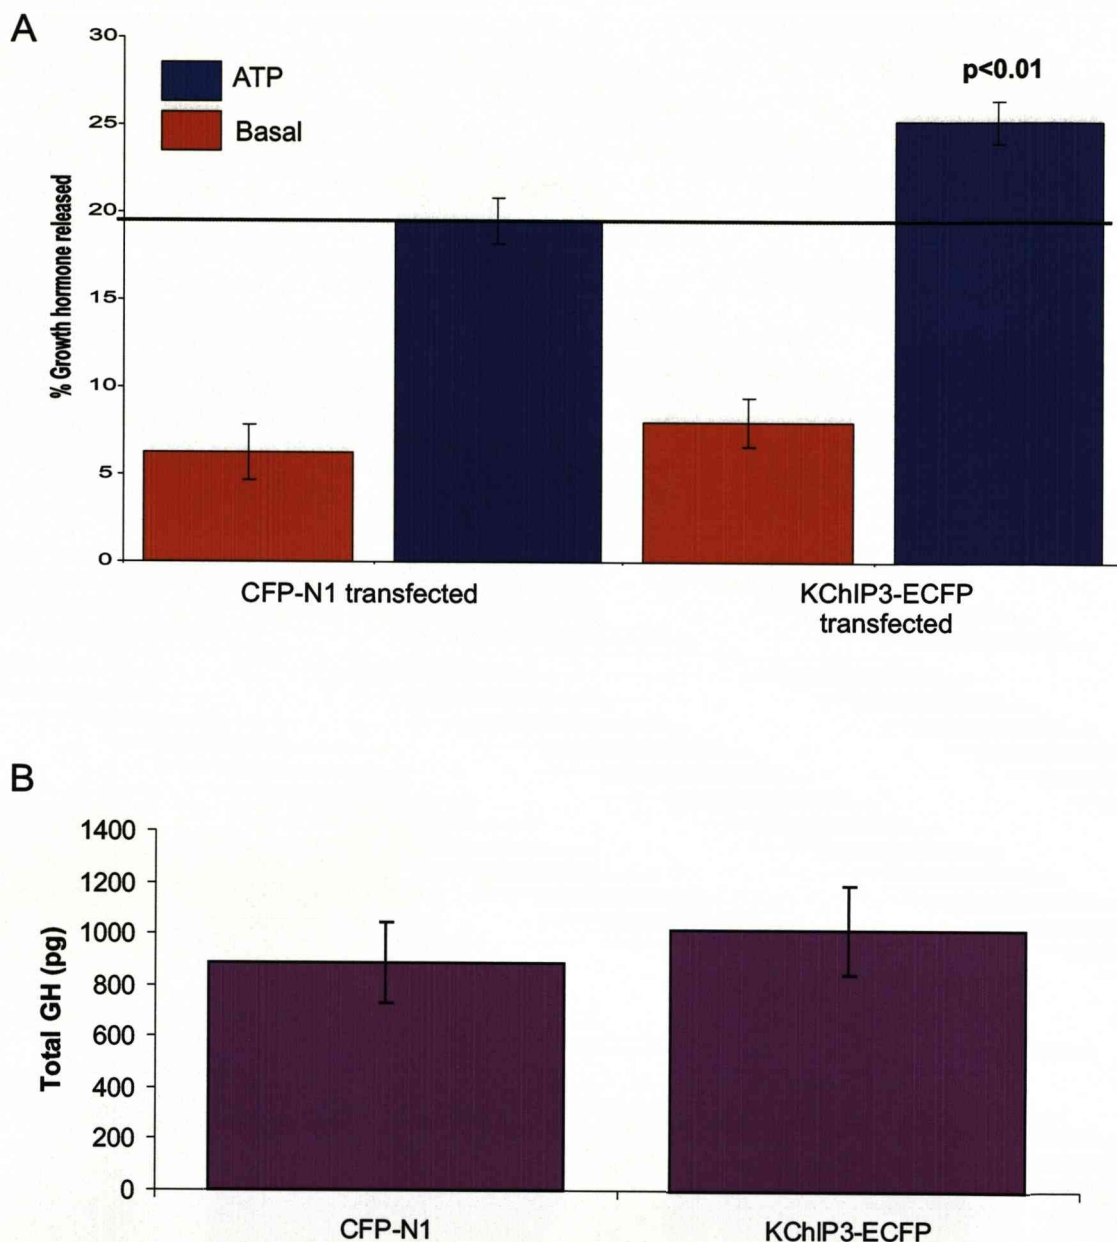 A
30
25
20
15
10
5
0
% Growth hormone released
ATP
Basal
p<0.01
CFP-N1 transfected
KChIP3-ECFP
transfected
B
1400
1200
1000
800
600
400
200
0
Total GH (pg)
CFP-N1
KChIP3-ECFP